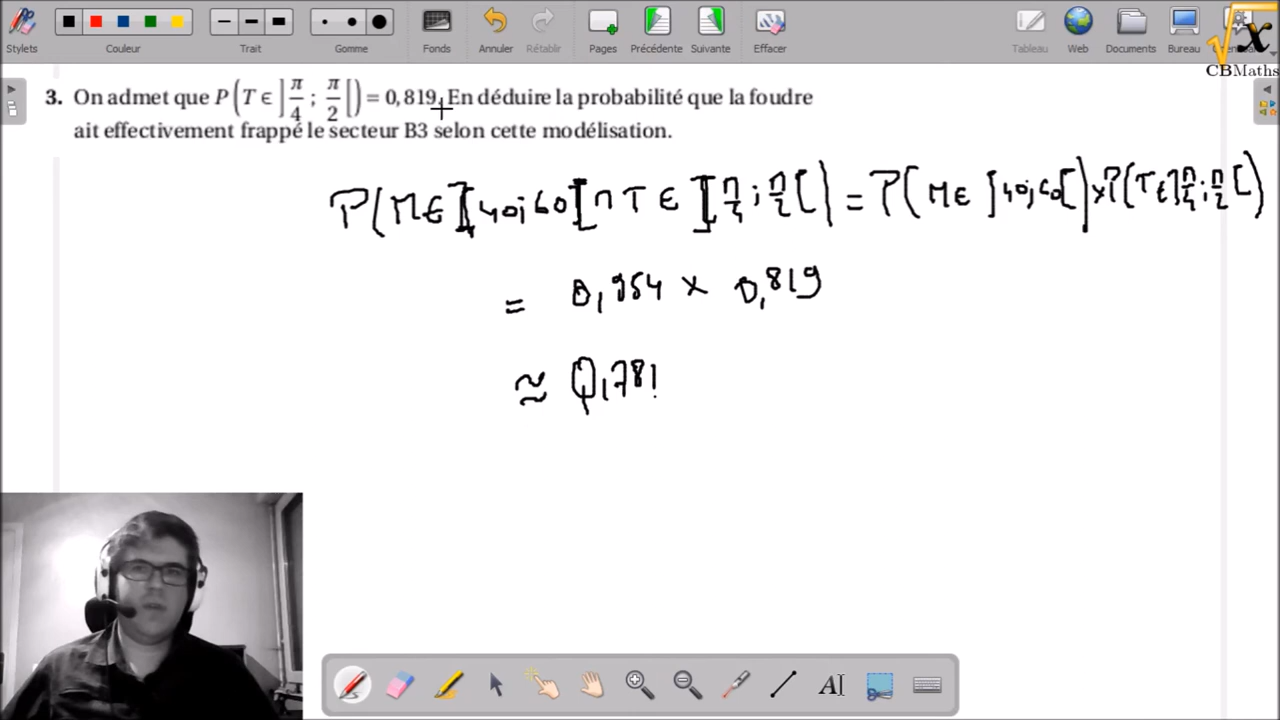 Stylets Couleur Trait Gomme Fonds Annuler Rétablir Pages Précédente Suivante Effacer Tableau Web Documents Bureau
CBMaths
3. On admet que P(T ∈ ]π/4 ; π/2[) = 0,819. En déduire la probabilité que la foudre
ait effectivement frappé le secteur B3 selon cette modélisation.
P(M∈]40;60[ ∩ T ∈ ]π/4 ; π/2[) = P(M∈ ]40;60[) × P(T∈]π/4 ; π/2[)
= 0,954 × 0,819
≈ 0,781